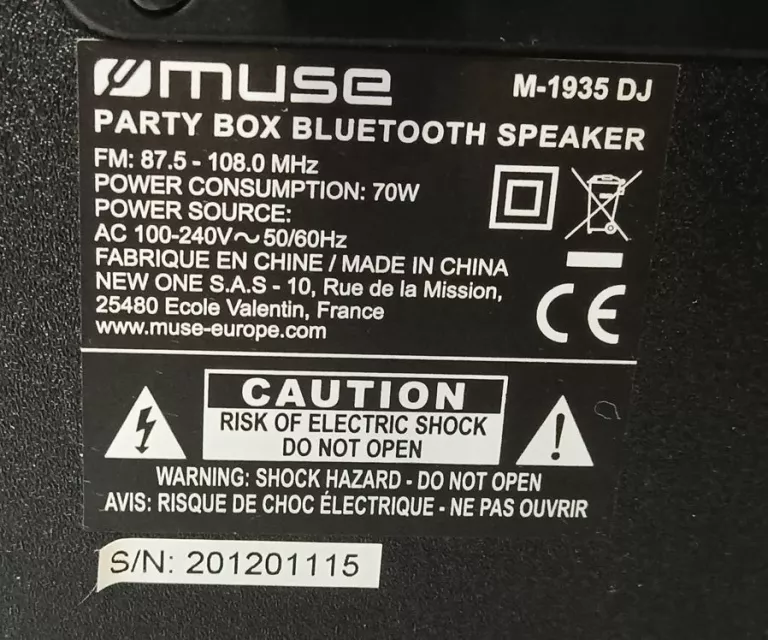 muse M-1935 DJ
PARTY BOX BLUETOOTH SPEAKER
FM: 87.5 - 108.0 MHz
POWER CONSUMPTION: 70W
POWER SOURCE:
AC 100-240V～50/60Hz
FABRIQUE EN CHINE / MADE IN CHINA
NEW ONE S.A.S - 10, Rue de la Mission,
25480 Ecole Valentin, France
www.muse-europe.com
CE
CAUTION
RISK OF ELECTRIC SHOCK
DO NOT OPEN
!
WARNING: SHOCK HAZARD - DO NOT OPEN
AVIS: RISQUE DE CHOC ÉLECTRIQUE - NE PAS OUVRIR
S/N: 201201115